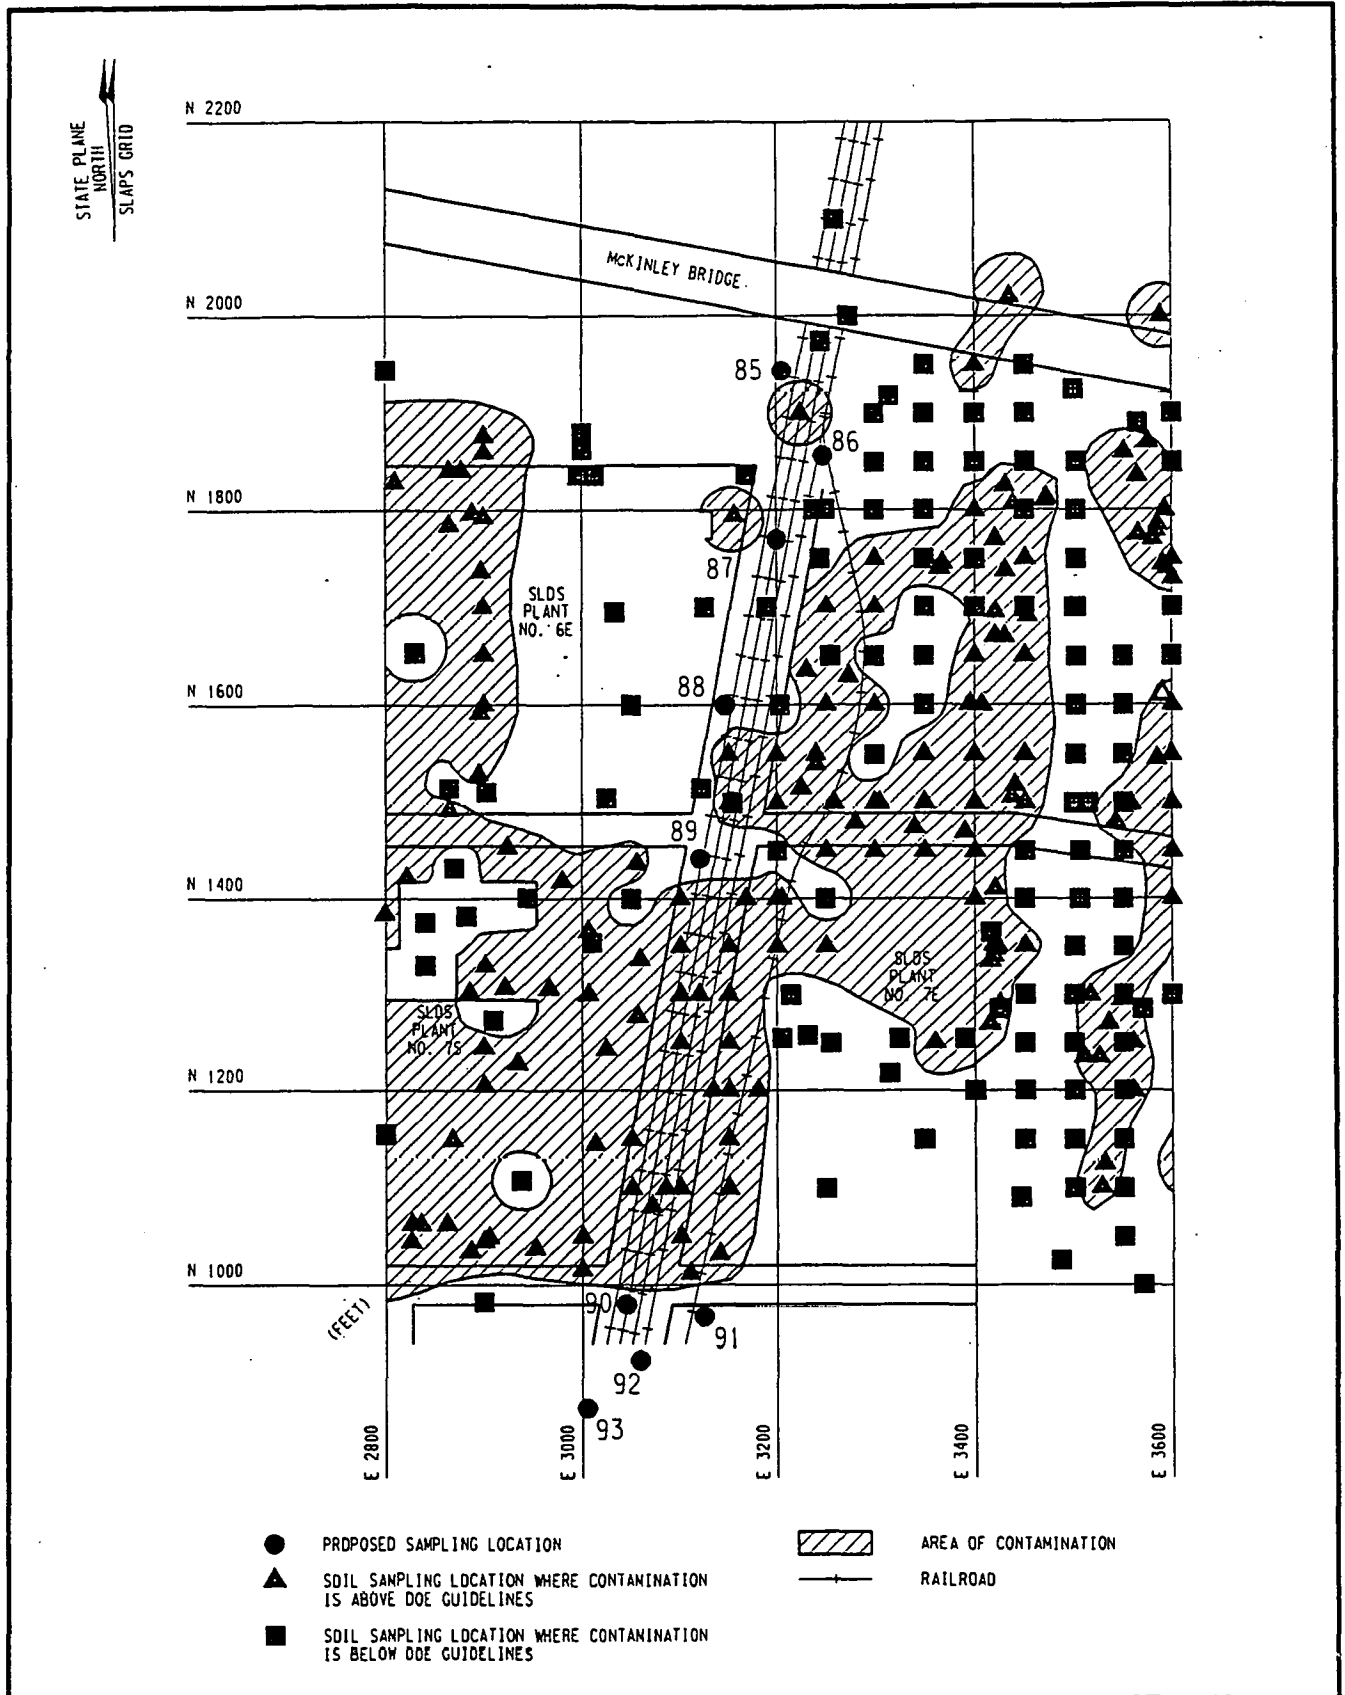 STATE PLANE
NORTH
SLAPS GRID
N 2200
McKINLEY BRIDGE.
N 2000
85
86
N 1800
87
SLDS
PLANT
NO. 6E
88
N 1600
89
N 1400
SLDS
PLANT
NO. 7E
SLDS
PLANT
NO. 7S
N 1200
N 1000
(FEET)
90
91
92
93
E 2800
E 3000
E 3200
E 3400
E 3600
PROPOSED SAMPLING LOCATION
SOIL SAMPLING LOCATION WHERE CONTAMINATION
IS ABOVE DOE GUIDELINES
SOIL SAMPLING LOCATION WHERE CONTAMINATION
IS BELOW DOE GUIDELINES
AREA OF CONTAMINATION
RAILROAD